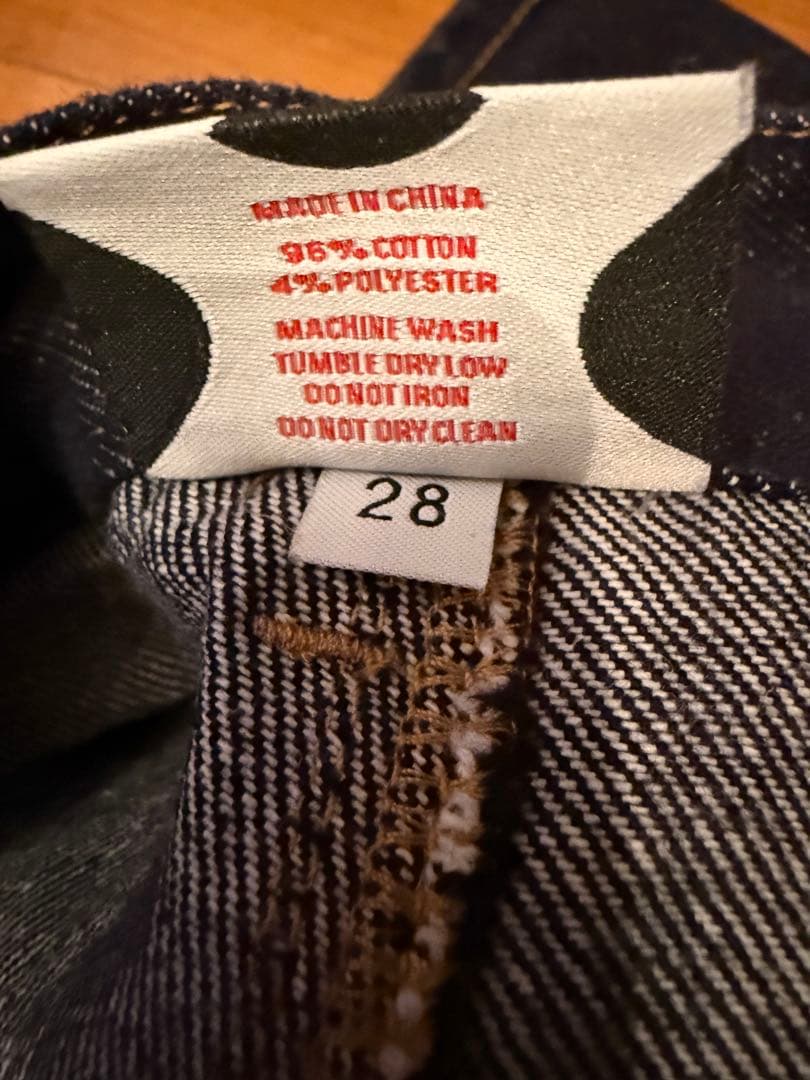 MADE IN CHINA
96% COTTON
4% POLYESTER
MACHINE WASH
TUMBLE DRY LOW
DO NOT IRON
DO NOT DRY CLEAN
28